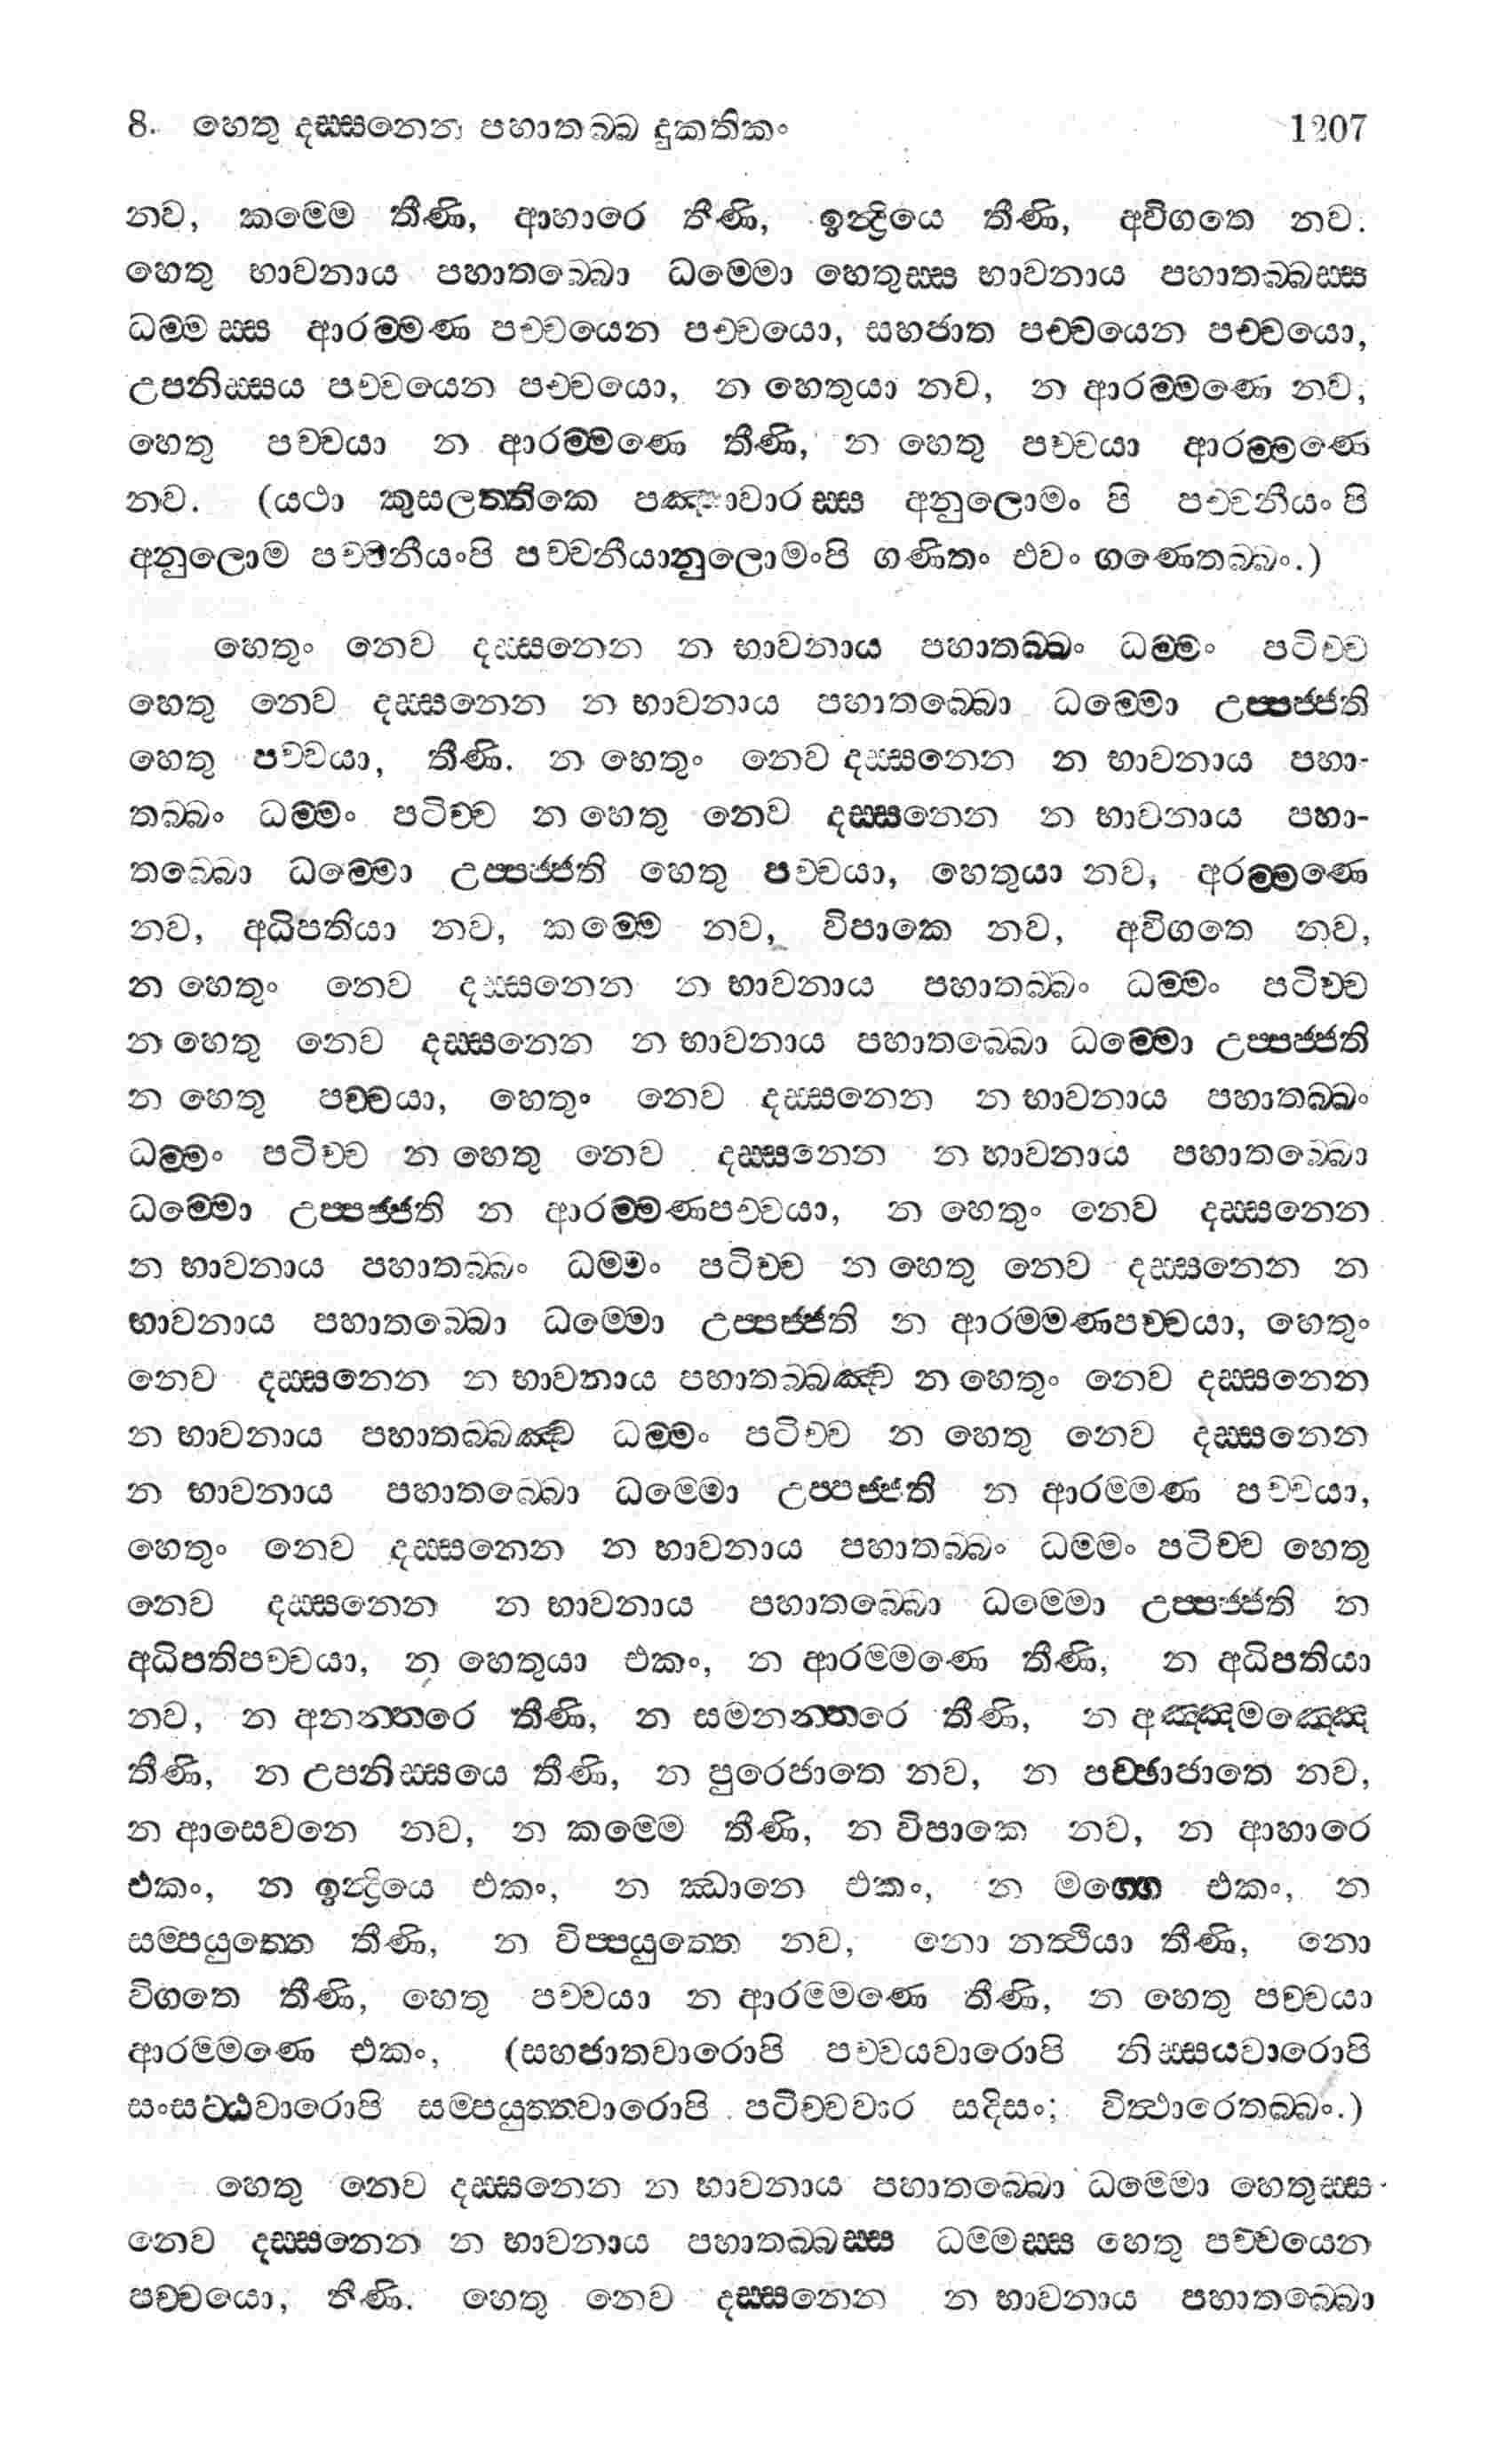 8. හෙතු දස්සනෙන පහාතබ්බ දුකතිකං 1207
නව, කම්මේ තීණි, ආහාරෙ තීණි, ඉන්ද්‍රියෙ තීණි, අවිගතෙ නව.
හෙතු භාවනාය පහාතබ්බො ධම්මො හෙතුස්ස භාවනාය පහාතබ්බස්ස
ධම්මස්ස ආරම්මණ පච්චයෙන පච්චයො, සහජාත පච්චයෙන පච්චයො,
උපනිස්සය පච්චයෙන පච්චයො, න හෙතුයා නව, න ආරම්මණෙ නව,
හෙතු පච්චයා න ආරම්මණෙ තීණි, න හෙතු පච්චයා ආරම්මණෙ
නව. (යථා කුසලත්තිකෙ පඤ්හාවාරස්ස අනුලොමං පි පච්චනීයං පි
අනුලොම පච්චනීයංපි පච්චනීයානුලොමංපි ගණිතං එවං ගණෙතබ්බං.)
හෙතුං නෙව දස්සනෙන න භාවනාය පහාතබ්බං ධම්මං පටිච්ච
හෙතු නෙව දස්සනෙන න භාවනාය පහාතබ්බො ධම්මො උප්පජ්ජති
හෙතු පච්චයා, තීණි. න හෙතුං නෙව දස්සනෙන න භාවනාය පහා-
තබ්බං ධම්මං පටිච්ච න හෙතු නෙව දස්සනෙන න භාවනාය පහා-
තබ්බො ධම්මො උප්පජ්ජති හෙතු පච්චයා, හෙතුයා නව, අරම්මණෙ
නව, අධිපතියා නව, කම්මෙ නව, විපාකෙ නව, අවිගතෙ නව,
න හෙතුං නෙව දස්සනෙන න භාවනාය පහාතබ්බං ධම්මං පටිච්ච
න හෙතු නෙව දස්සනෙන න භාවනාය පහාතබ්බො ධම්මො උප්පජ්ජති
න හෙතු පච්චයා, හෙතුං නෙව දස්සනෙන න භාවනාය පහාතබ්බං
ධම්මං පටිච්ච න හෙතු නෙව දස්සනෙන න භාවනාය පහාතබ්බො
ධම්මො උප්පජ්ජති න ආරම්මණපච්චයා, න හෙතුං නෙව දස්සනෙන
න භාවනාය පහාතබ්බං ධම්මං පටිච්ච න හෙතු නෙව දස්සනෙන න
භාවනාය පහාතබ්බො ධම්මො උප්පජ්ජති න ආරම්මණපච්චයා, හෙතුං
නෙව දස්සනෙන න භාවනාය පහාතබ්බඤ්ච න හෙතුං නෙව දස්සනෙන
න භාවනාය පහාතබ්බඤ්ච ධම්මං පටිච්ච න හෙතු නෙව දස්සනෙන
න භාවනාය පහාතබ්බො ධම්මො උප්පජ්ජති න ආරම්මණ පච්චයා,
හෙතුං නෙව දස්සනෙන න භාවනාය පහාතබ්බං ධම්මං පටිච්ච හෙතු
නෙව දස්සනෙන න භාවනාය පහාතබ්බො ධම්මො උප්පජ්ජති න
අධිපතිපච්චයා, න හෙතුයා එකං, න ආරම්මණෙ තීණි, න අධිපතියා
නව, න අනන්තරෙ තීණි, න සමනන්තරෙ තීණි, න අඤ්ඤමඤ්ඤෙ
තීණි, න උපනිස්සයෙ තීණි, න පුරෙජාතෙ නව, න පච්ඡාජාතෙ නව,
න ආසෙවනෙ නව, න කම්මෙ තීණි, න විපාකෙ නව, න ආහාරෙ
එකං, න ඉන්ද්‍රියෙ එකං, න ඣානෙ එකං, න මග්ගෙ එකං, න
සම්පයුත්තෙ තීණි, න විප්පයුත්තෙ නව, නො නත්ථියා තීණි, නො
විගතෙ තීණි, හෙතු පච්චයා න ආරම්මණෙ තීණි, න හෙතු පච්චයා
ආරම්මණෙ එකං, (සහජාතවාරොපි පච්චයවාරොපි නිස්සයවාරොපි
සංසට්ඨවාරොපි සම්පයුත්තවාරොපි පටිච්චවාර සදිසං; විත්ථාරෙතබ්බං.)
හෙතු නෙව දස්සනෙන න භාවනාය පහාතබ්බො ධම්මො හෙතුස්ස
නෙව දස්සනෙන න භාවනාය පහාතබ්බස්ස ධම්මස්ස හෙතු පච්චයෙන
පච්චයො, තීණි. හෙතු නෙව දස්සනෙන න භාවනාය පහාතබ්බො